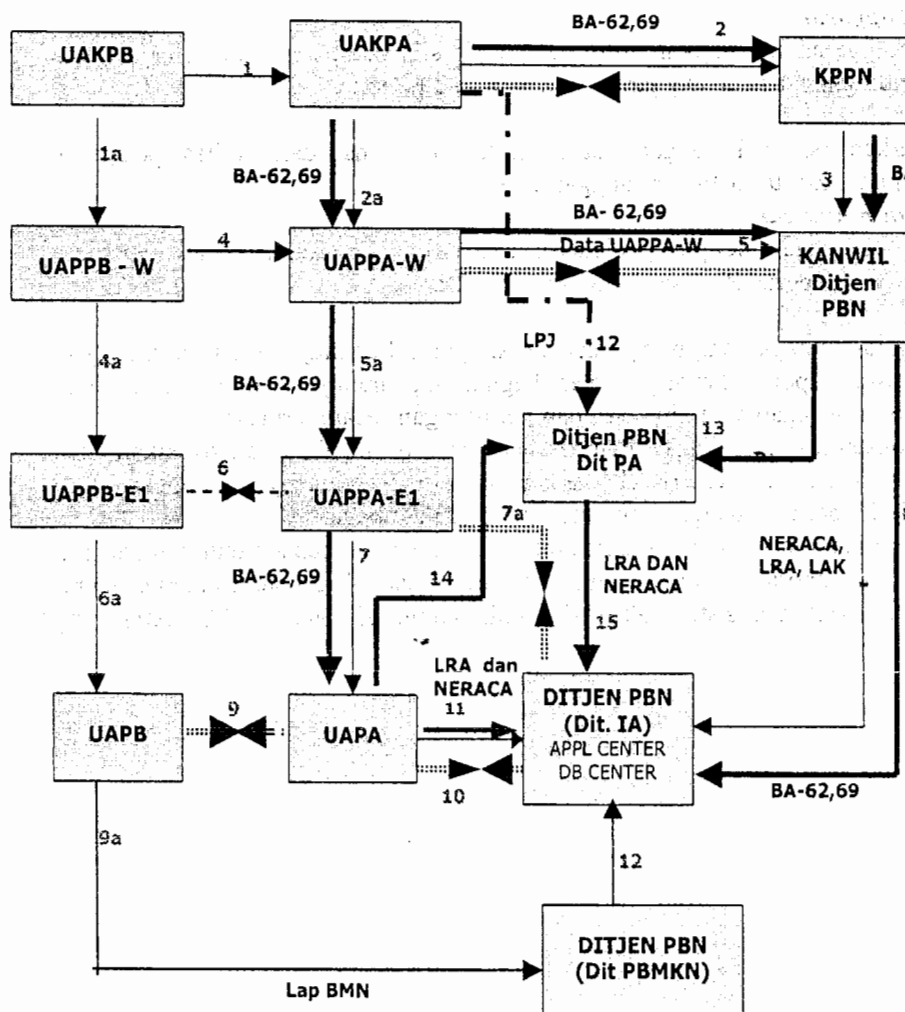 BA-62,69
2
UAKPB
1
UAKPA
KPPN
1a
BA-62,69
2a
3
BA- 62,69
UAPPB - W
4
UAPPA-W
Data UAPPA-W
5
KANWIL
Ditjen
PBN
4a
BA-62,69
5a
LPJ
12
Ditjen PBN
Dit PA
13
UAPPB-E1
6
UAPPA-E1
7a
6a
BA-62,69
7
14
LRA DAN
NERACA
15
NERACA,
LRA, LAK
LRA dan
NERACA
UAPB
9
UAPA
11
10
DITJEN PBN
(Dit. IA)
APPL CENTER
DB CENTER
BA-62,69
9a
12
DITJEN PBN
(Dit PBMKN)
Lap BMN